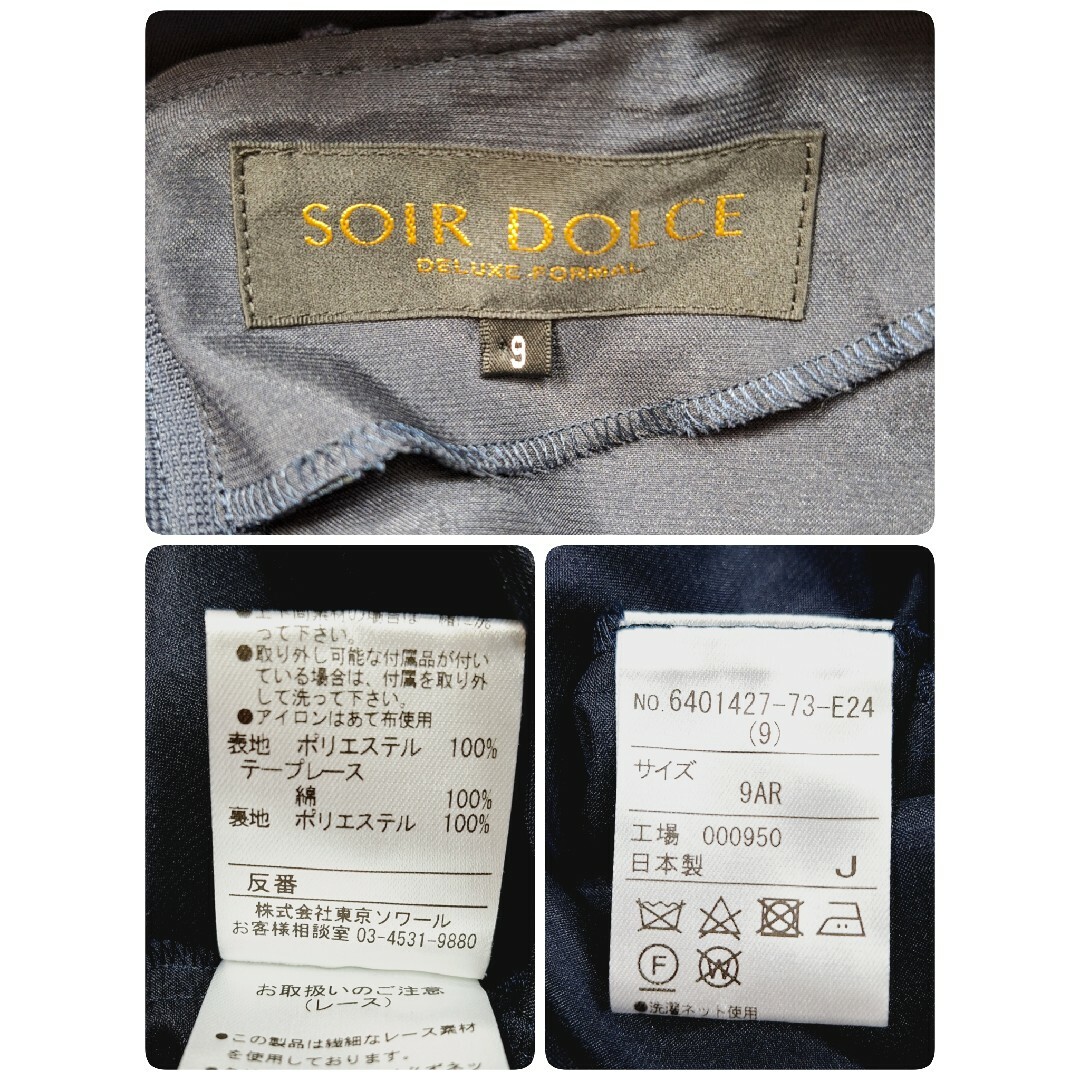 SOIR DOLCE
DELUXE FORMAL
9
って下さい。
●取り外し可能な付属品が付い
ている場合は、付属を取り外
して洗って下さい。
●アイロンはあて布使用
表地 ポリエステル 100%
テープレース
綿 100%
裏地 ポリエステル 100%
反番
株式会社東京ソワール
お客様相談室 03-4531-9880
お取扱いのご注意
(レース)
●この製品は繊細なレース素材
を使用しております。
No. 6401427-73-E24
(9)
サイズ
9AR
工場 000950
日本製 J
F
W
●洗濯ネット使用